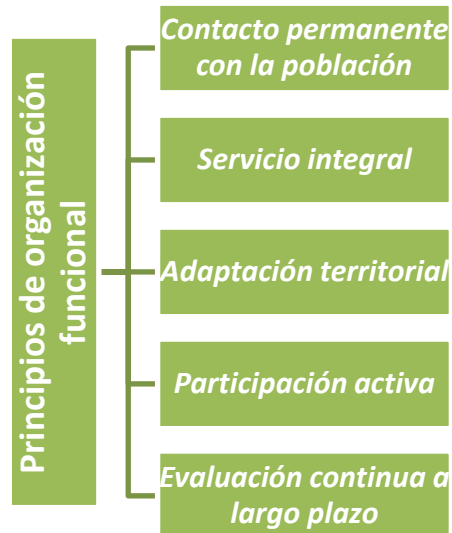 Principios de organización
funcional
Contacto permanente
con la población
Servicio integral
Adaptación territorial
Participación activa
Evaluación continua a
largo plazo